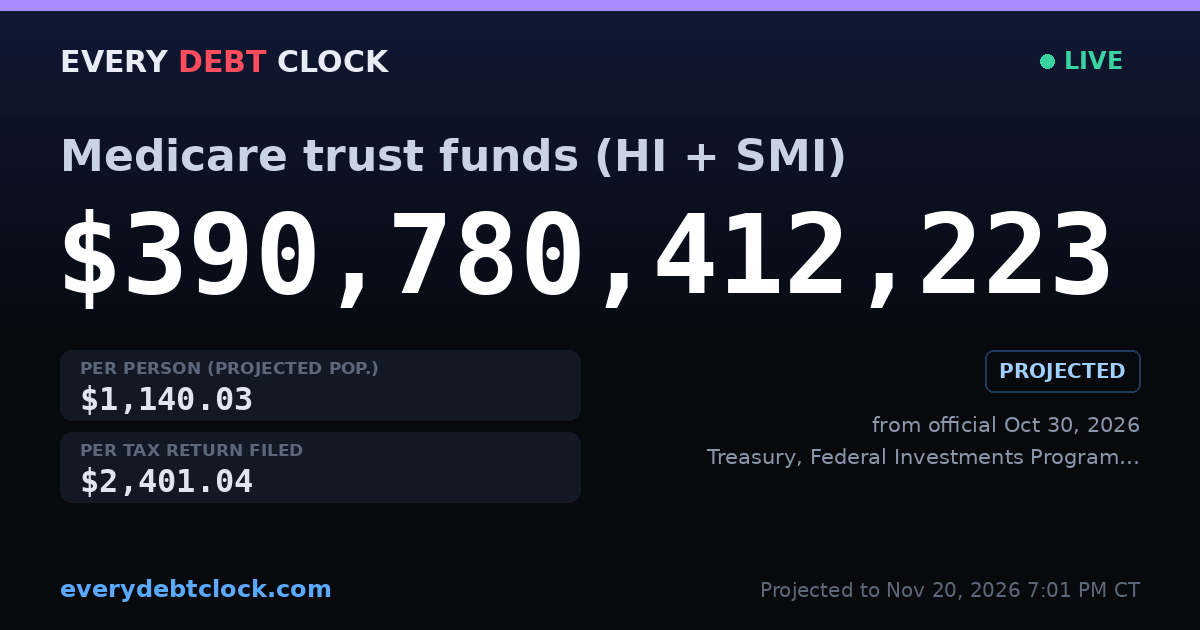 EVERY DEBT CLOCK
LIVE
Medicare trust funds (HI + SMI)
$390,780,412,223
PER PERSON (PROJECTED POP.)
$1,140.03
PER TAX RETURN FILED
$2,401.04
PROJECTED
from official Oct 30, 2026
Treasury, Federal Investments Program…
everydebtclock.com
Projected to Nov 20, 2026 7:01 PM CT